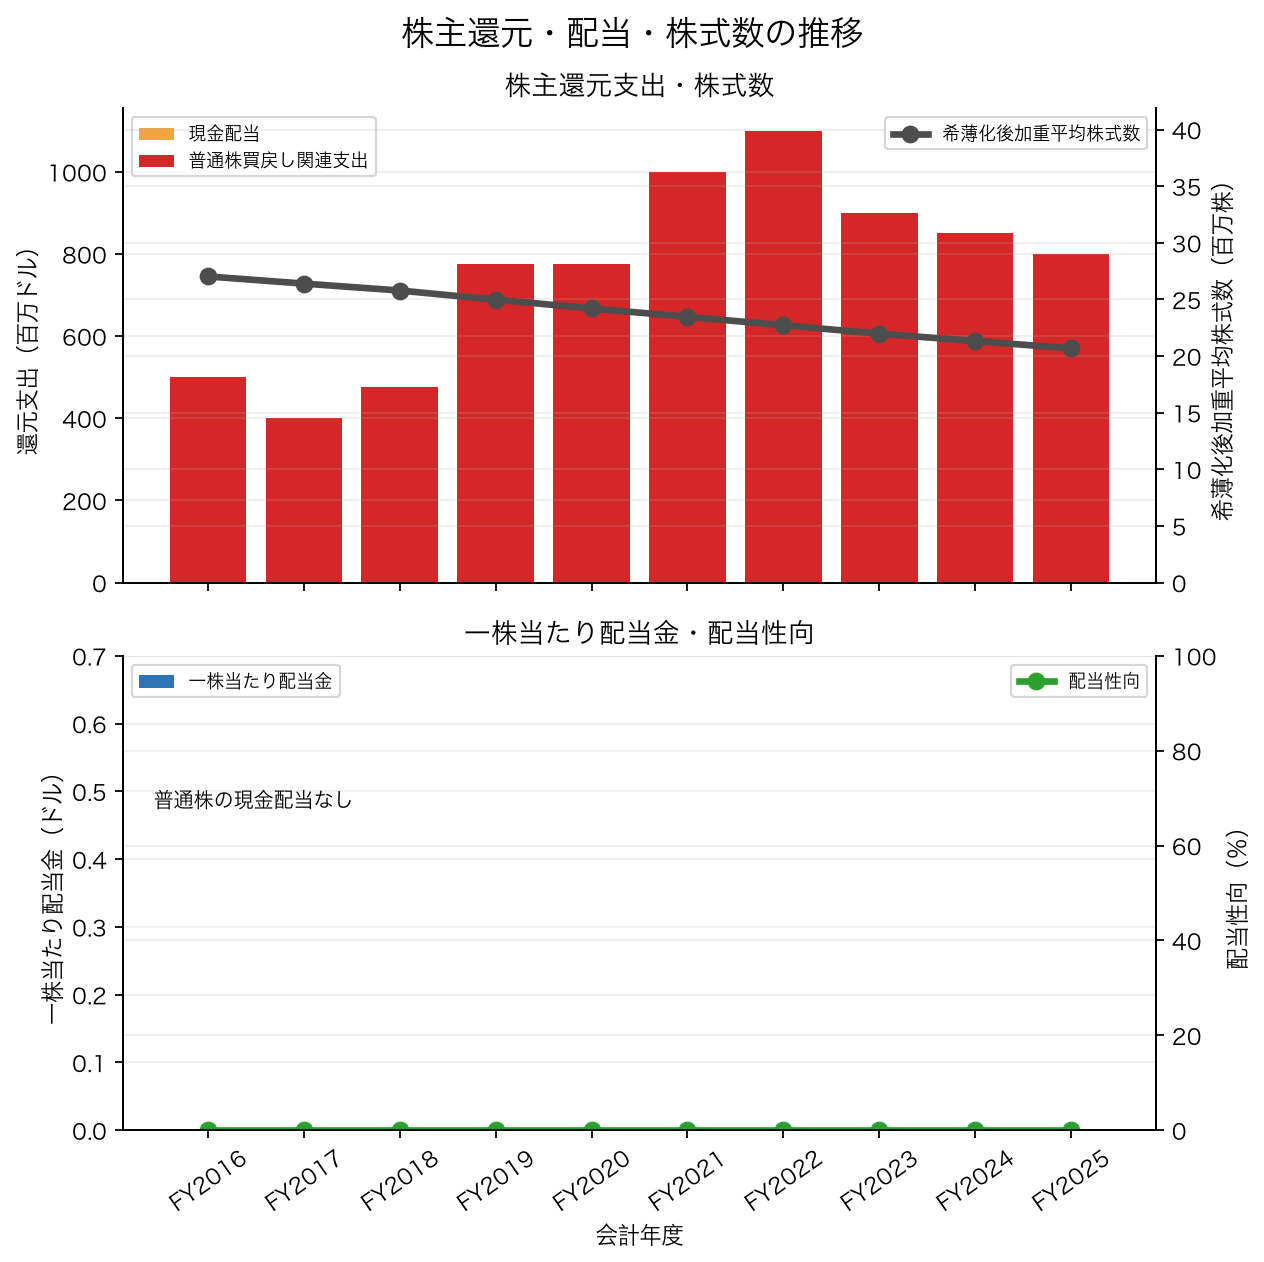 株主還元・配当・株式数の推移
株主還元支出・株式数
現金配当
普通株買戻し関連支出
希薄化後加重平均株式数
還元支出（百万ドル）
1000
800
600
400
200
0
40
35
30
25
20
15
10
5
0
希薄化後加重平均株式数（百万株）
一株当たり配当金・配当性向
一株当たり配当金
配当性向
普通株の現金配当なし
一株当たり配当金（ドル）
0.7
0.6
0.5
0.4
0.3
0.2
0.1
0.0
100
80
60
40
20
0
配当性向（%）
FY2016
FY2017
FY2018
FY2019
FY2020
FY2021
FY2022
FY2023
FY2024
FY2025
会計年度